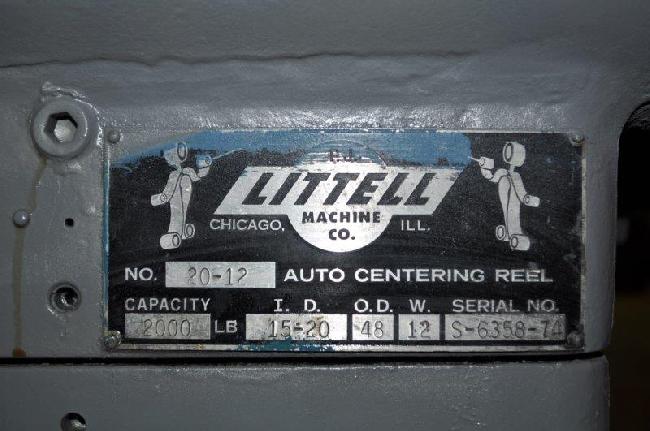 LITTELL
CHICAGO, MACHINE CO. ILL.
NO. 20-12 AUTO CENTERING REEL
CAPACITY I. D. O.D. W. SERIAL NO.
2000 LB 15-20 48 12 S-6358-74